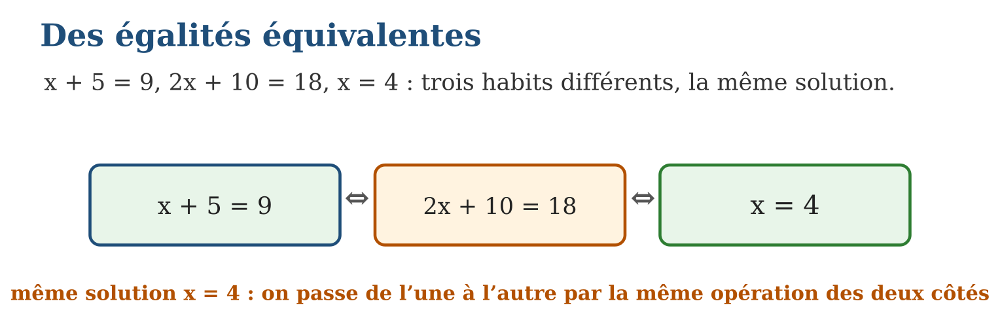 Des égalités équivalentes
x + 5 = 9, 2x + 10 = 18, x = 4 : trois habits différents, la même solution.
x + 5 = 9 ⇔ 2x + 10 = 18 ⇔ x = 4
même solution x = 4 : on passe de l’une à l’autre par la même opération des deux côtés